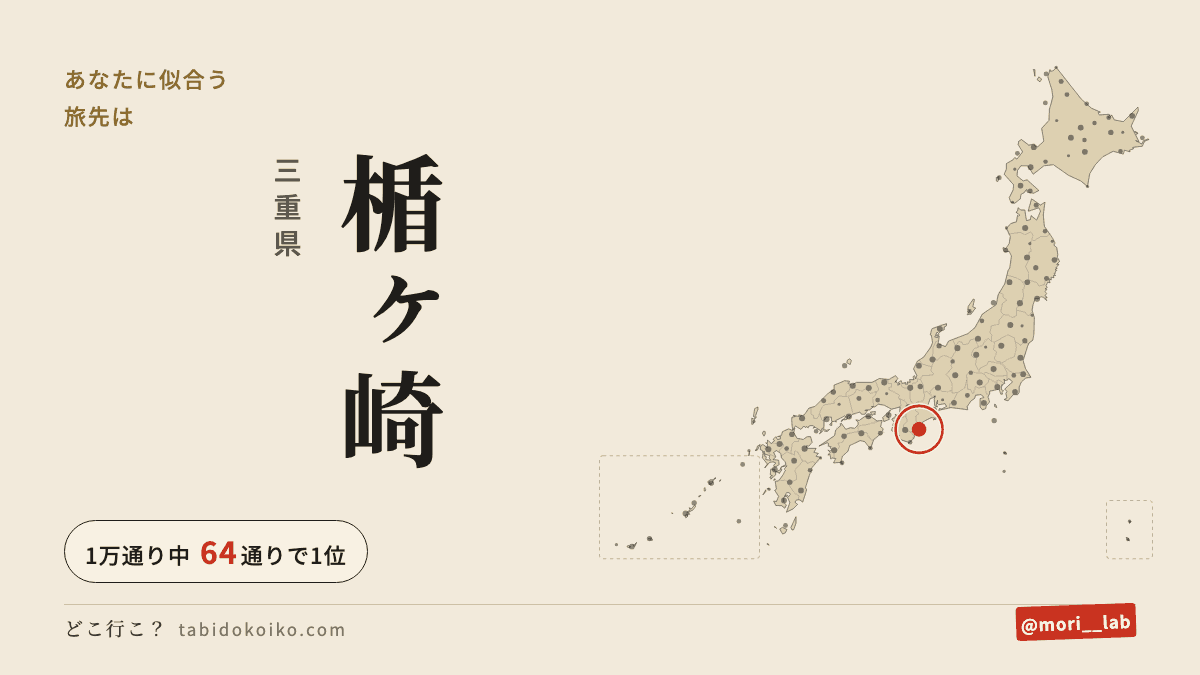 あなたに似合う
旅先は
楯ヶ崎
三重県
1万通り中 64通りで1位
どこ行こ? tabidokoiko.com
@mori__lab